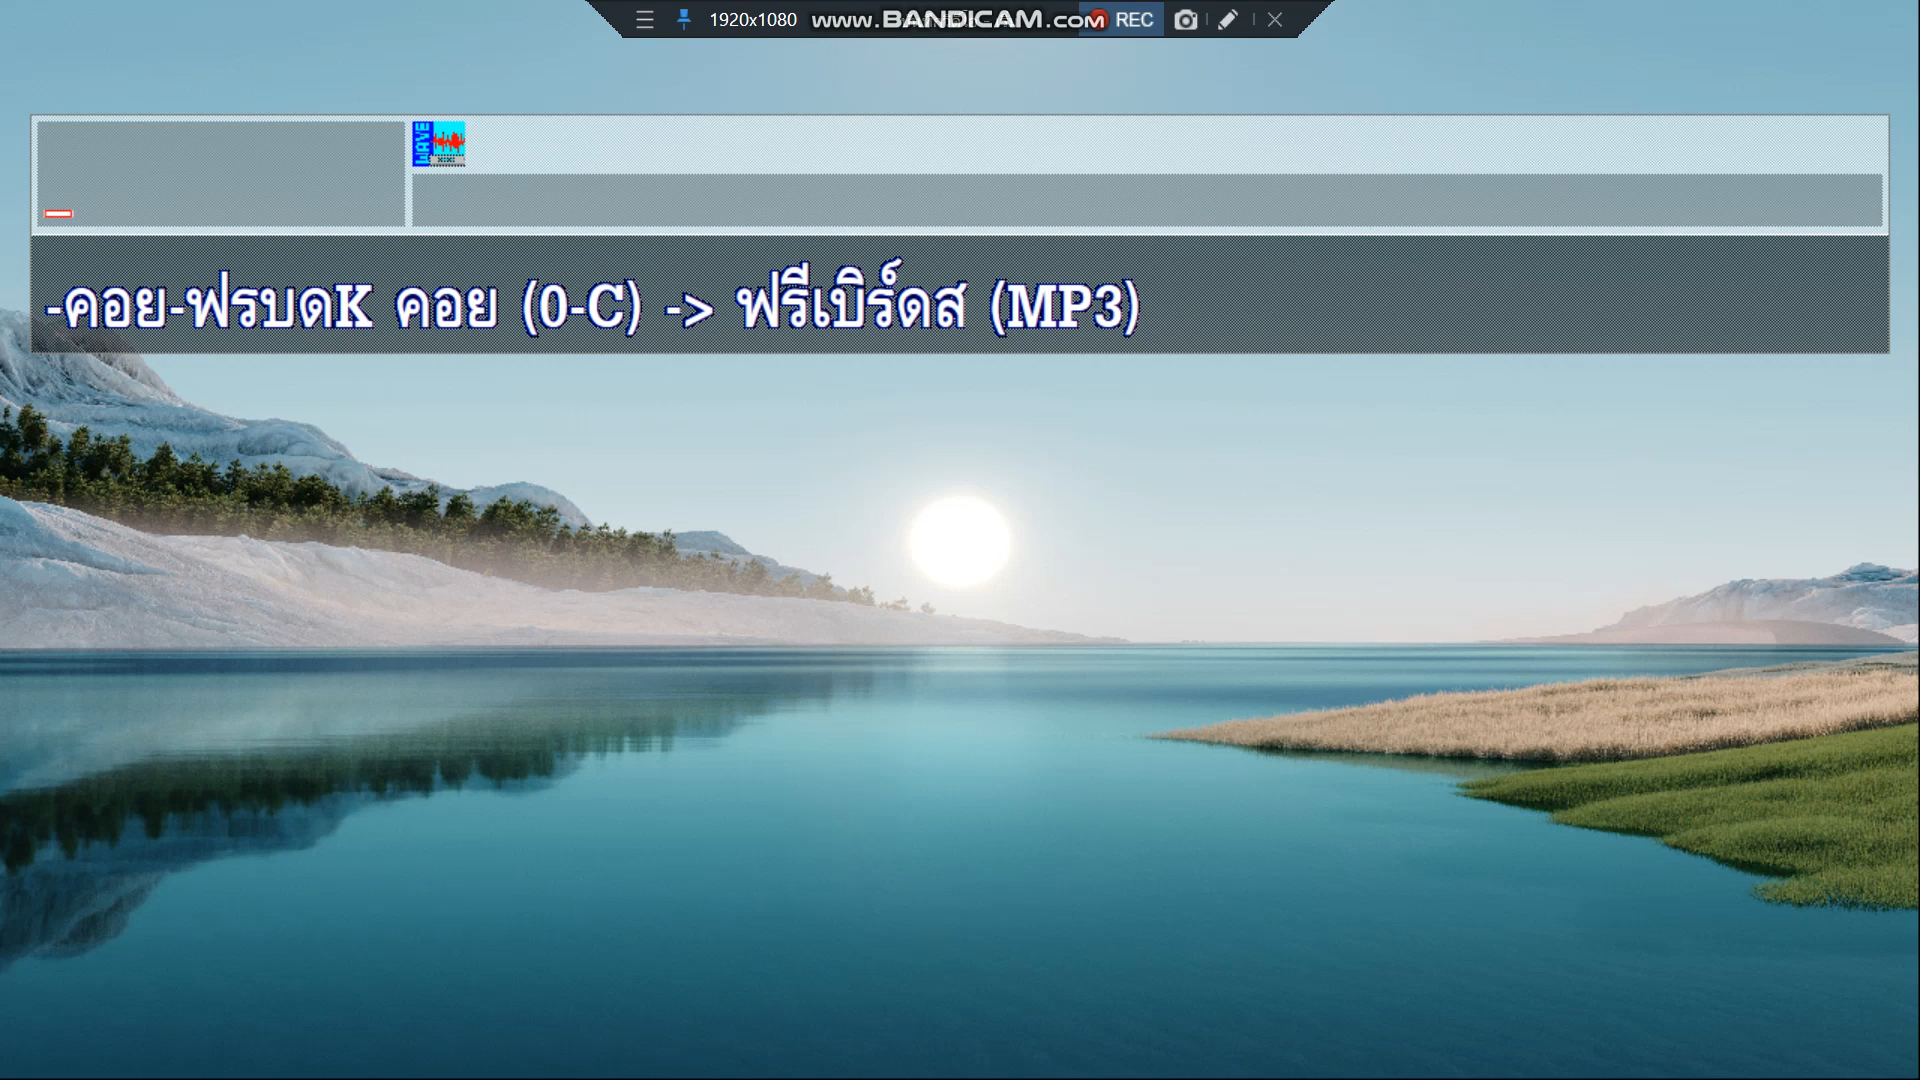 1920x1080 www.BANDICAM.com REC
WAVE
-คอย-ฟรบดK คอย (0-C) -> ฟรีเบิร์ดส (MP3)